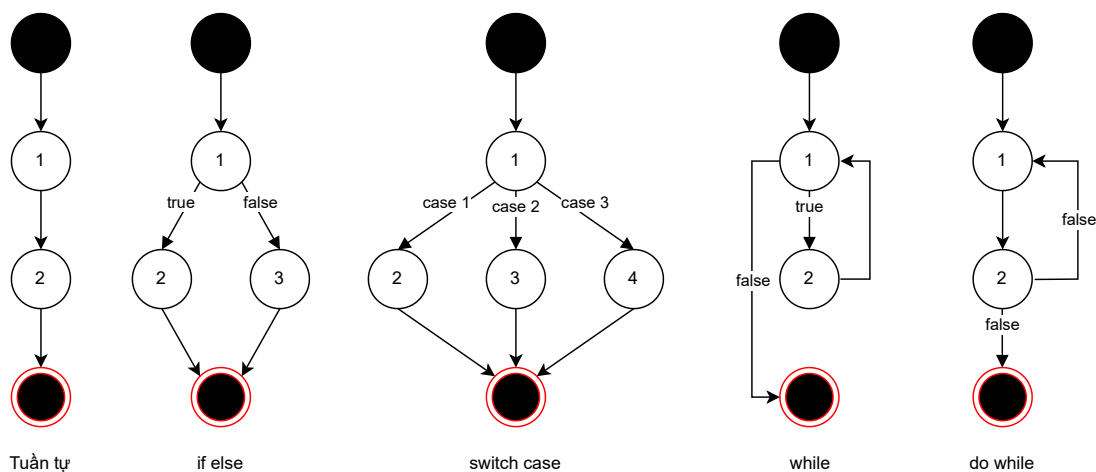 1
2
Tuần tự
1
true
false
2
3
if else
1
case 1
case 2
case 3
2
3
4
switch case
1
true
2
false
while
1
false
2
false
do while